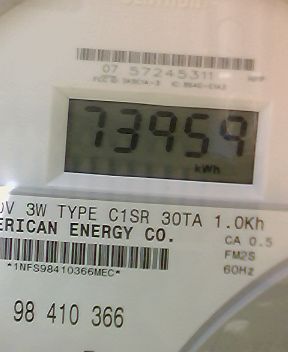 07 57245311
73959
kWh
V 3W TYPE C1SR 30TA 1.0Kh
ERICAN ENERGY CO.
CA 0.5
FM2S
60Hz
*1NFS98410366MEC*
98 410 366